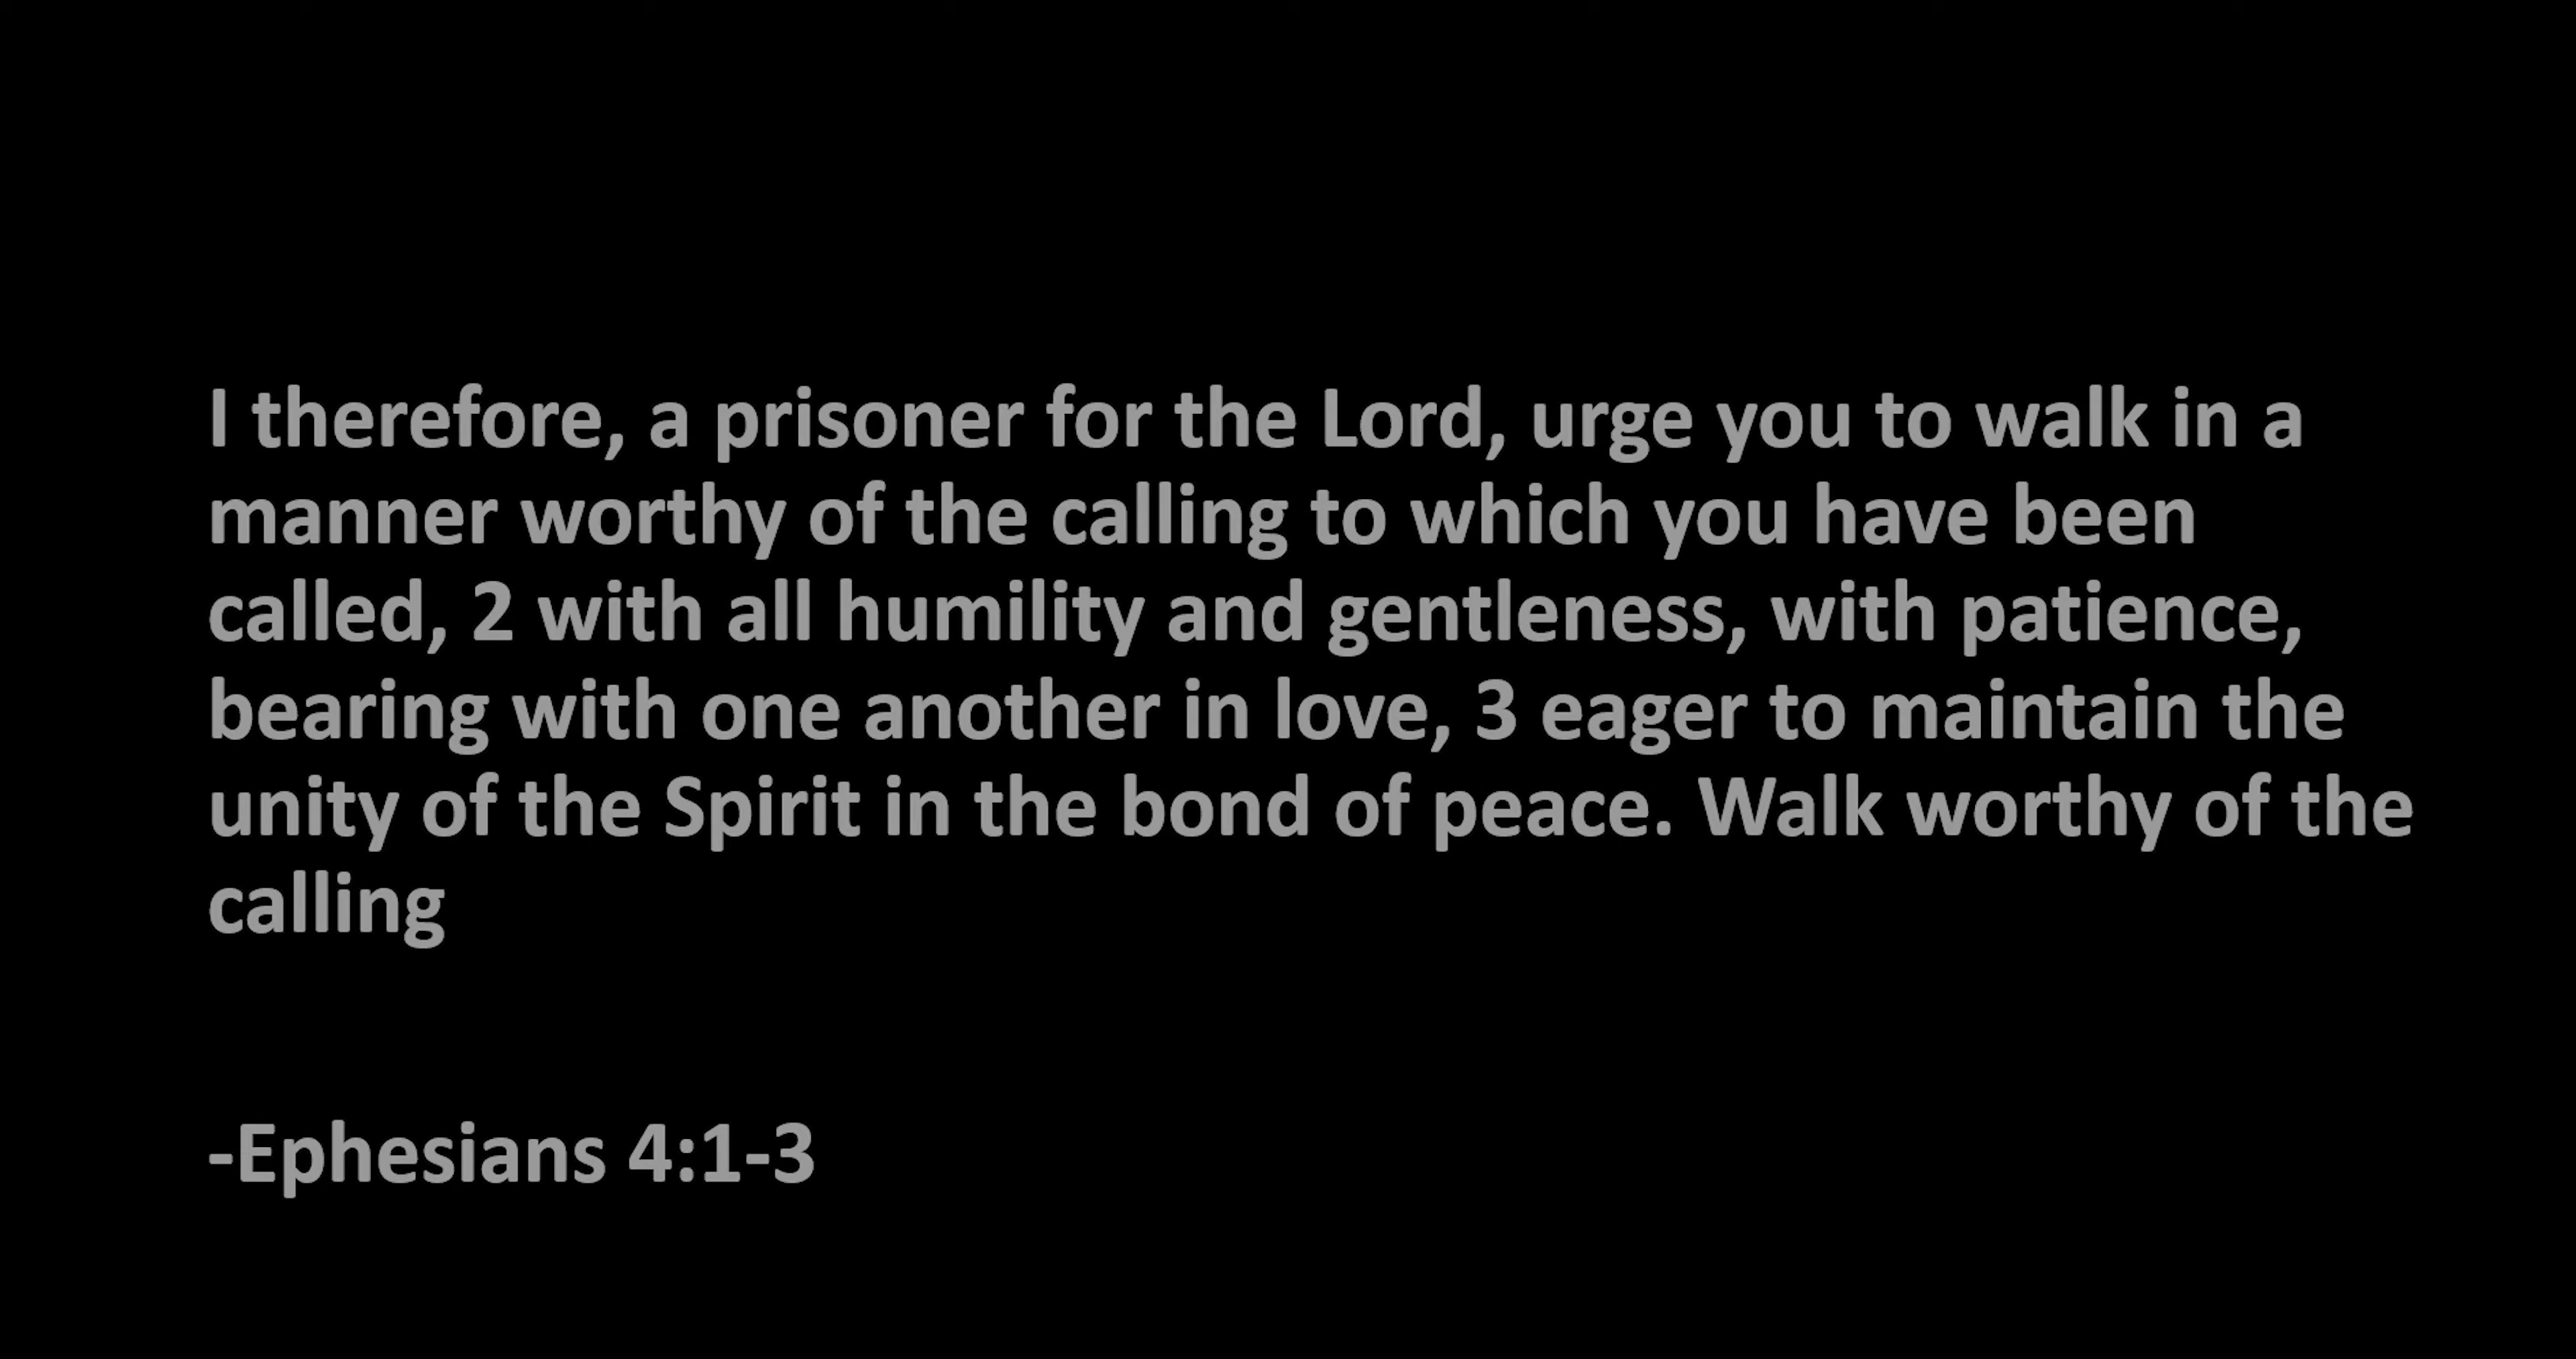 I therefore, a prisoner for the Lord, urge you to walk in a
manner worthy of the calling to which you have been
called, 2 with all humility and gentleness, with patience,
bearing with one another in love, 3 eager to maintain the
unity of the Spirit in the bond of peace. Walk worthy of the
calling
-Ephesians 4:1-3